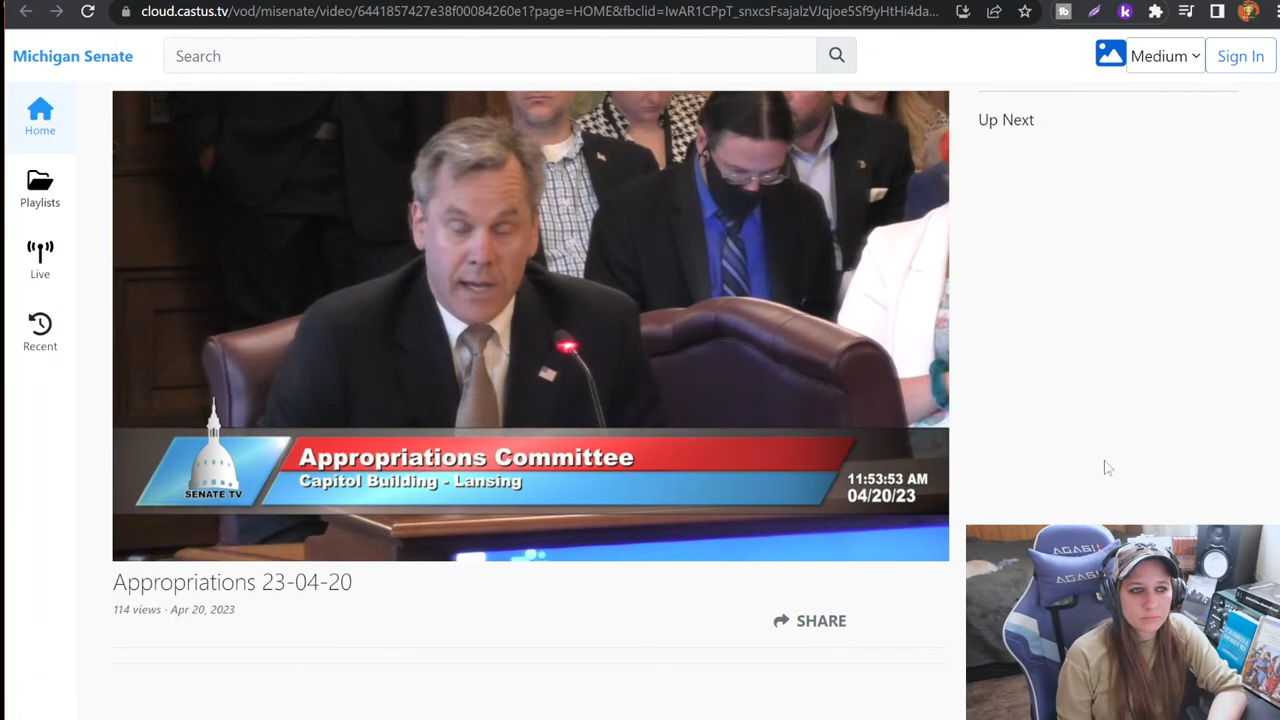 cloud.castus.tv/vod/misenate/video/6441857427e38f00084260e1?page=HOME&fbclid=IwAR1CPpT_snxcsFsajalzVJqjoe5Sf9yHtHi4da...
Michigan Senate
Search
Medium
Sign In
Home
Playlists
Live
Recent
Up Next
Appropriations Committee
Capitol Building - Lansing
SENATE TV
11:53:53 AM
04/20/23
Appropriations 23-04-20
114 views · Apr 20, 2023
SHARE
AGASI
AGASI